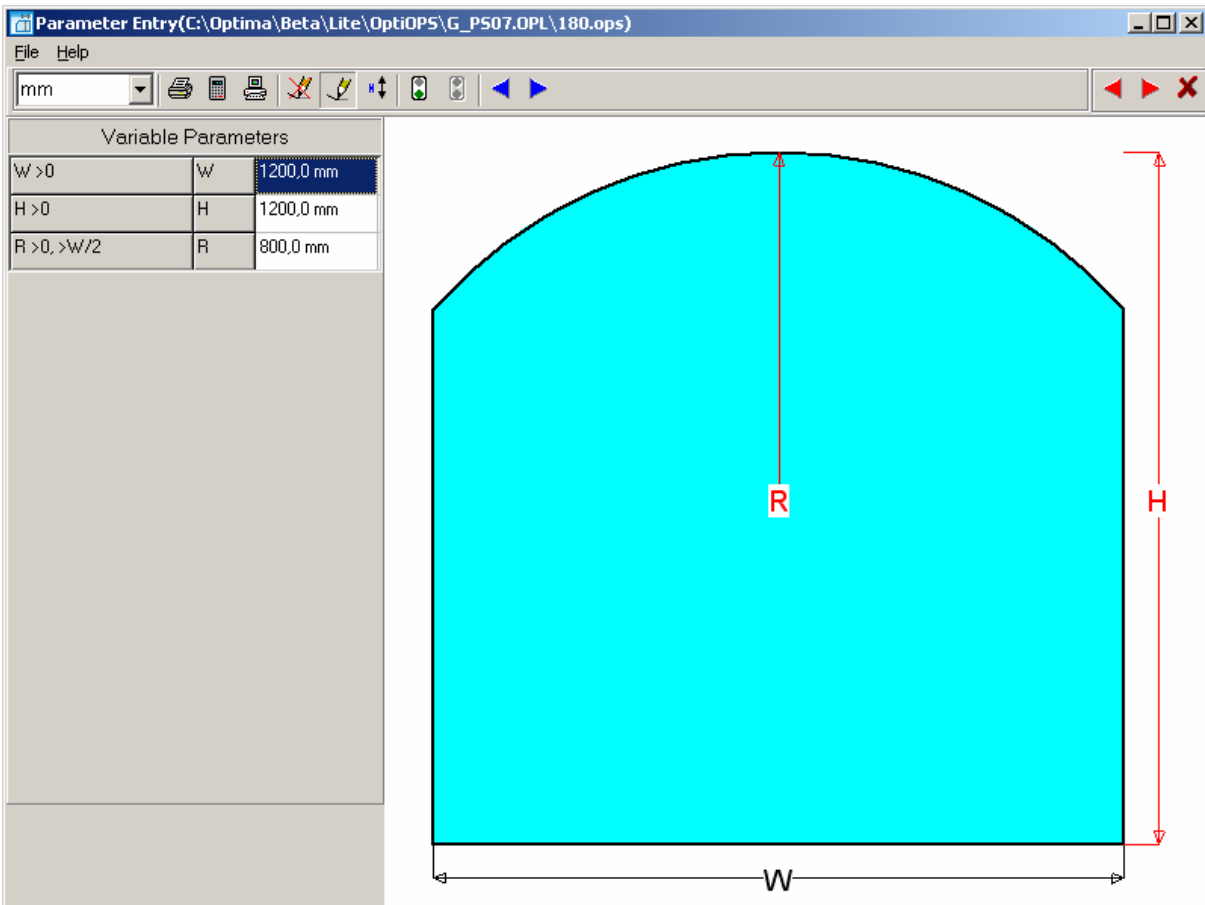 Parameter Entry(C:\Optima\Beta\Lite\OptiOPS\G_PS07.OPL\180.ops)
File Help
mm
Variable Parameters
W >0 W 1200,0 mm
H >0 H 1200,0 mm
R >0, >W/2 R 800,0 mm
R
H
W